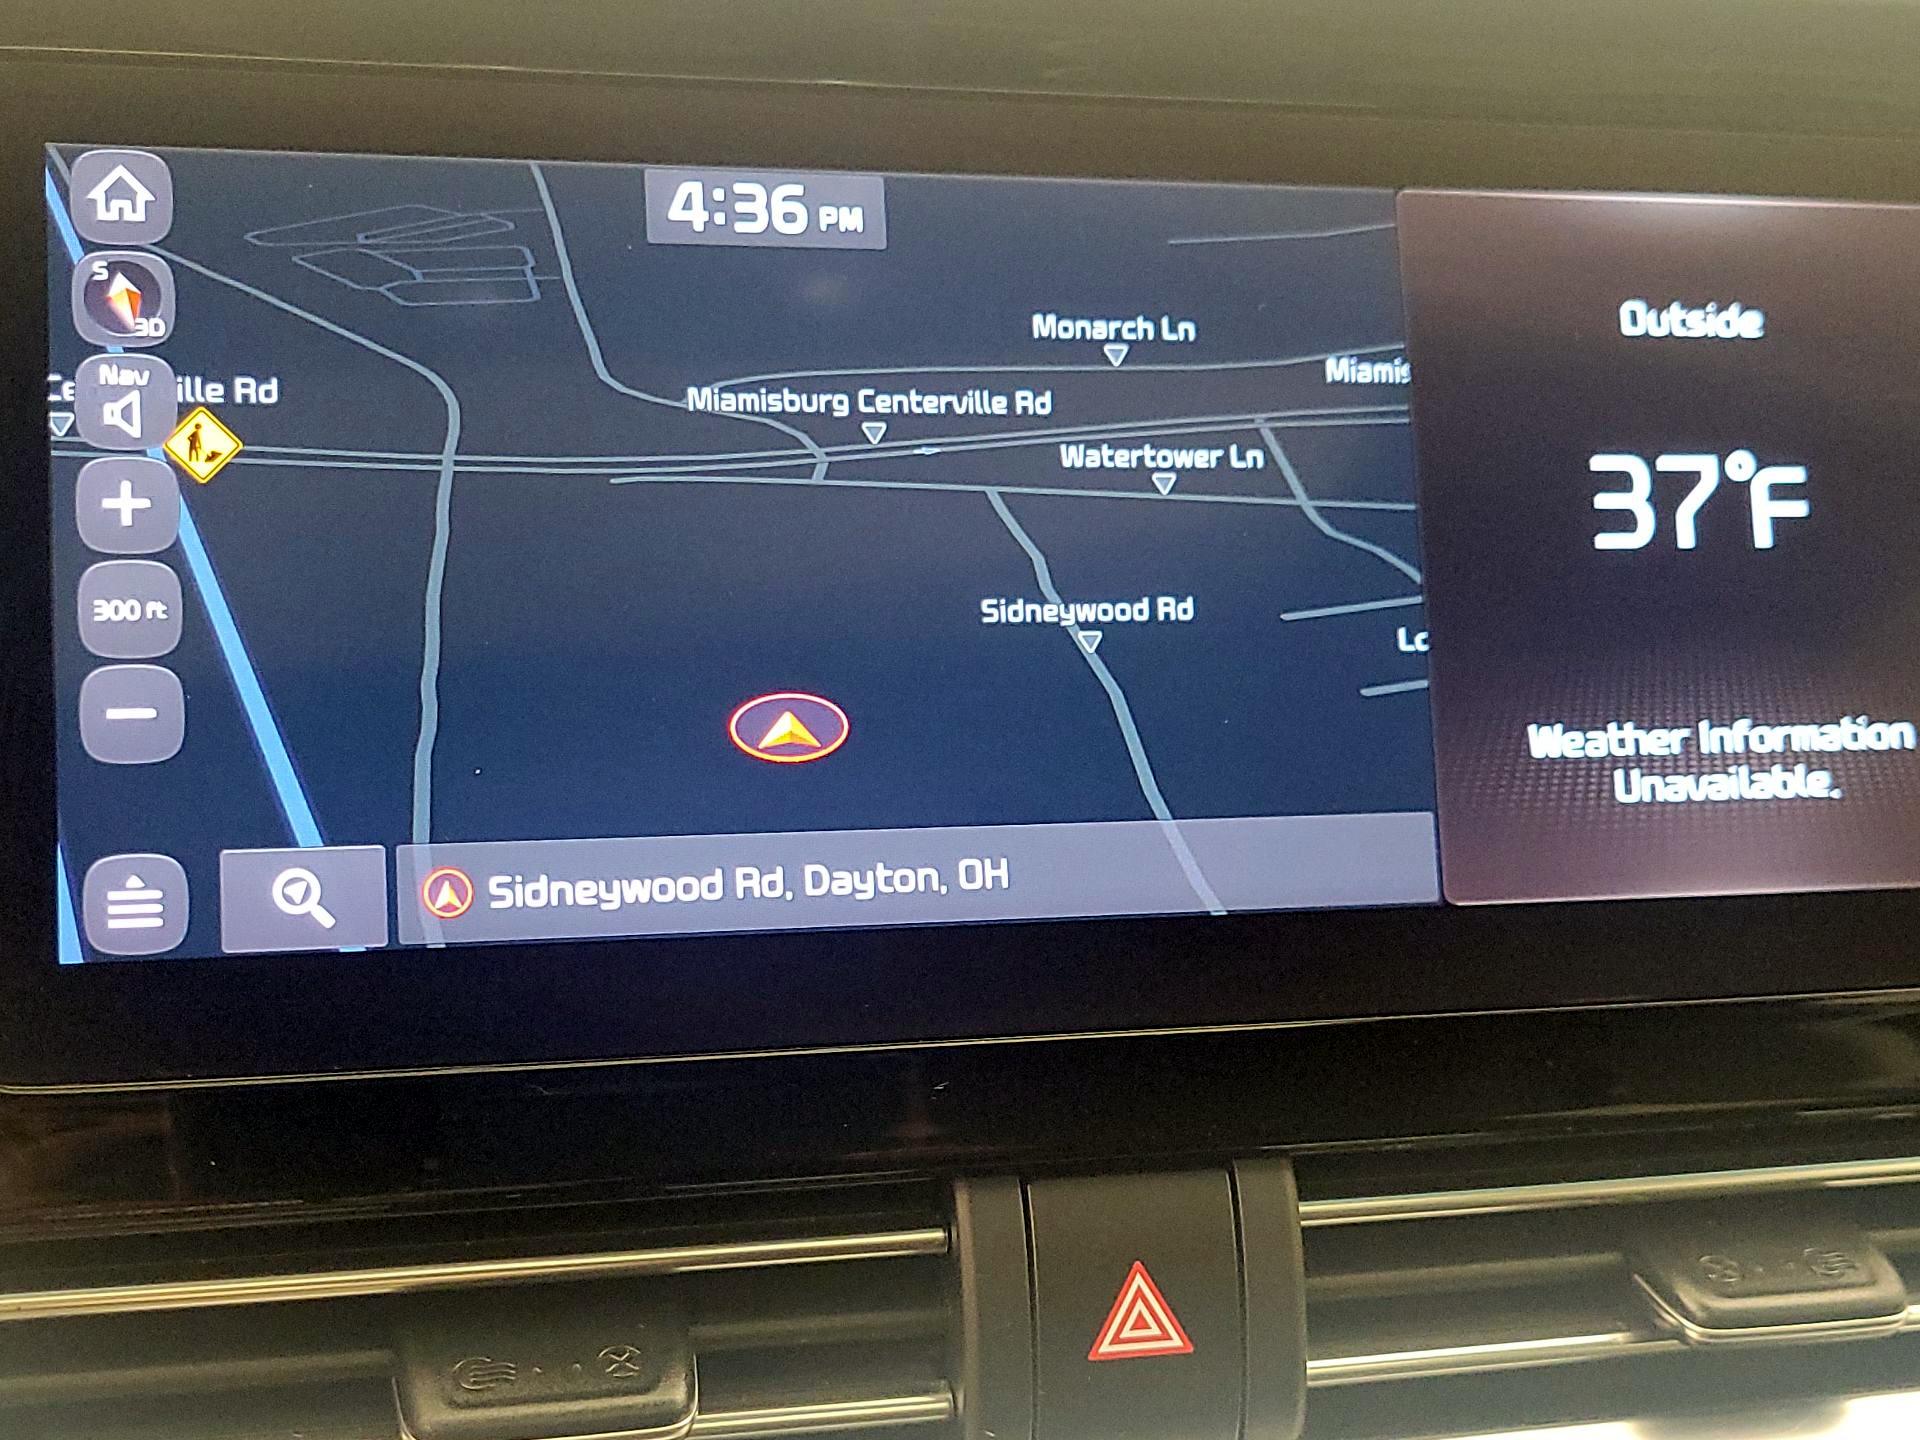 4:36 PM
S
3D
Monarch Ln
Outside
Nav
ille Rd
Miamisburg Centerville Rd
Watertower Ln
37°F
300 ft
Sidneywood Rd
Weather Information
Unavailable.
Sidneywood Rd, Dayton, OH